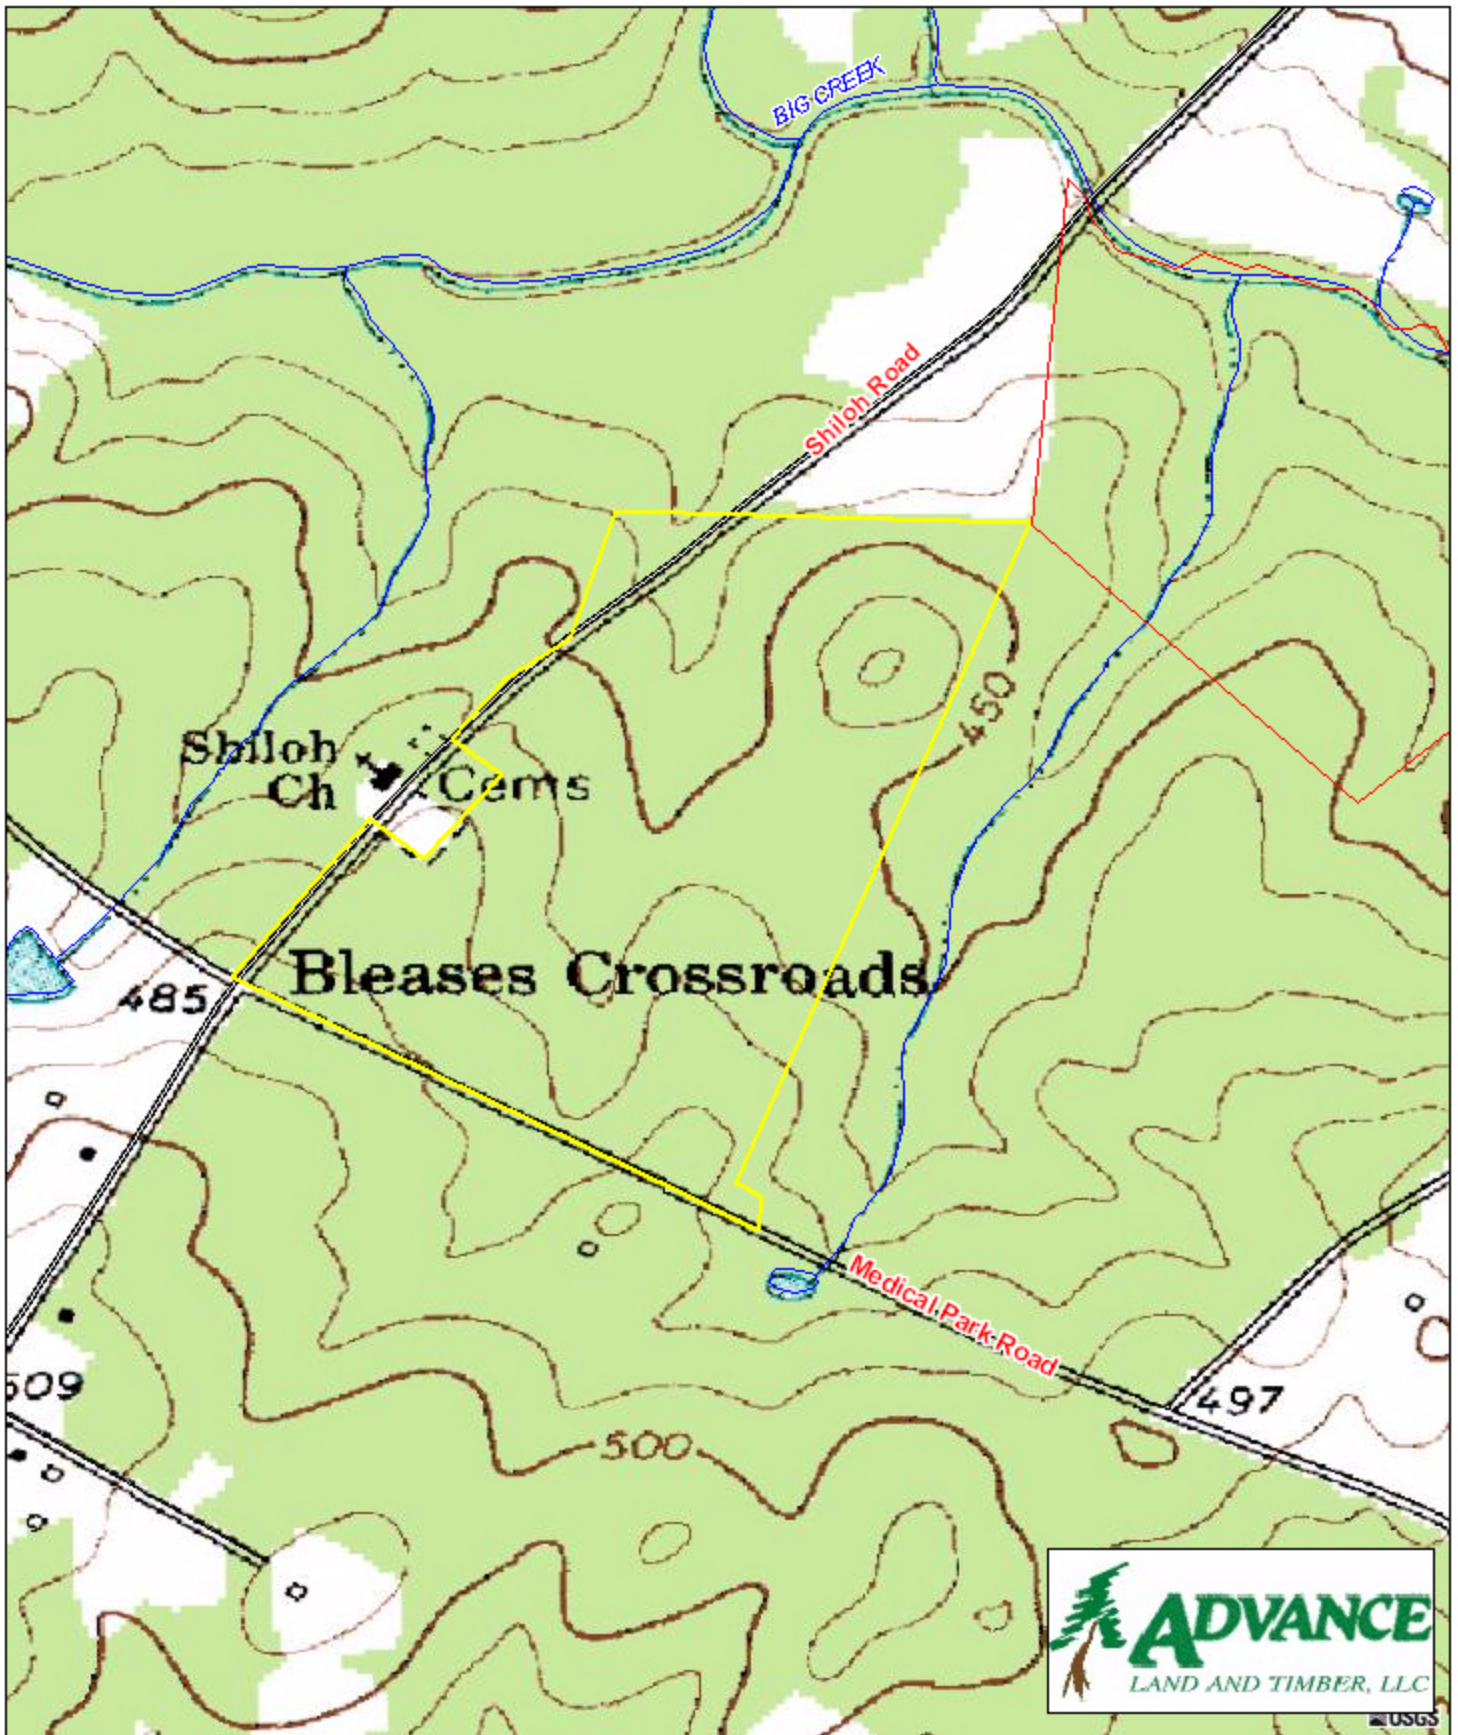 BIG CREEK
Shiloh Road
450
Shiloh
Ch
Cems
Bleases Crossroads
485
Medical Park Road
509
497
500
ADVANCE
LAND AND TIMBER, LLC
USGS